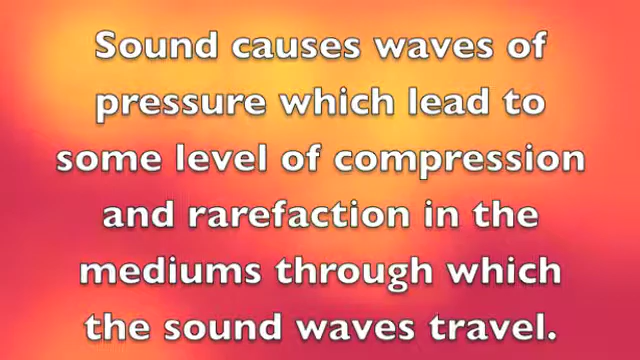 Sound causes waves of
pressure which lead to
some level of compression
and rarefaction in the
mediums through which
the sound waves travel.